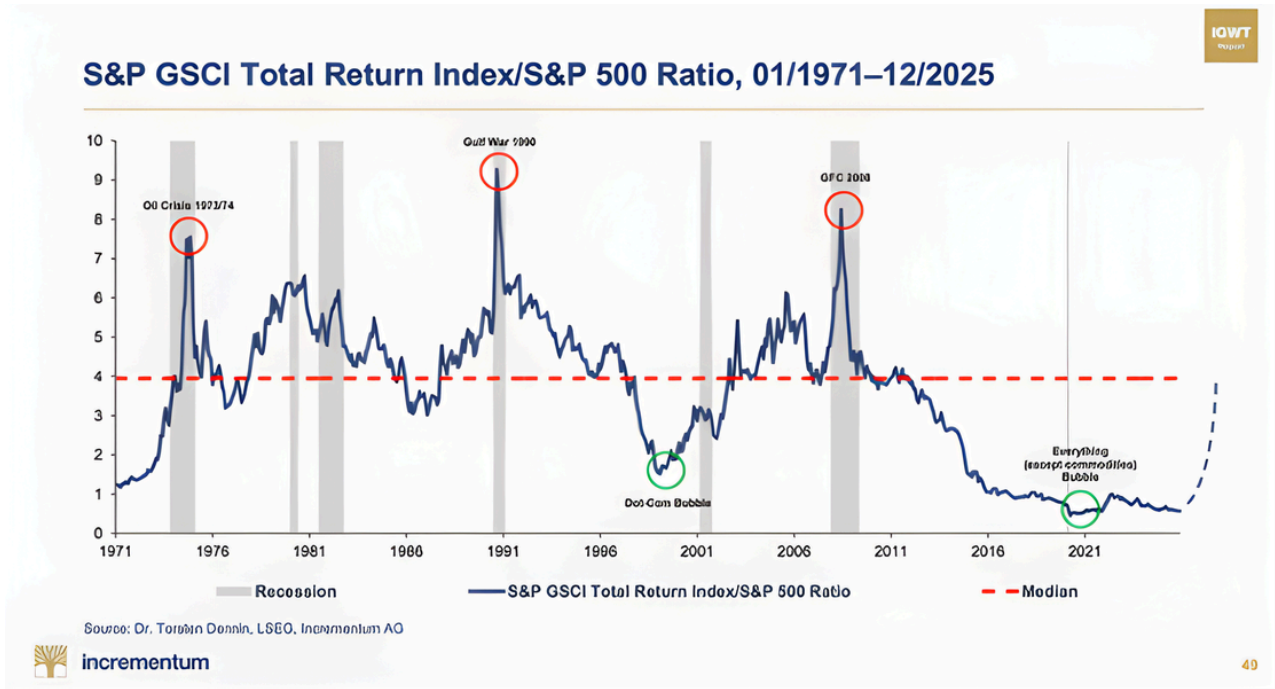 IGWT
Report
S&P GSCI Total Return Index/S&P 500 Ratio, 01/1971–12/2025
10
9
8
7
6
5
4
3
2
1
0
Oil Crisis 1973/74
Gulf War 1990
GFC 2008
Dot-Com Bubble
Everything
(except commodities)
Bubble
1971 1976 1981 1986 1991 1996 2001 2006 2011 2016 2021
Recession S&P GSCI Total Return Index/S&P 500 Ratio Median
Source: Dr. Torsten Dennin, LSEG, Incrementum AG
incrementum
49